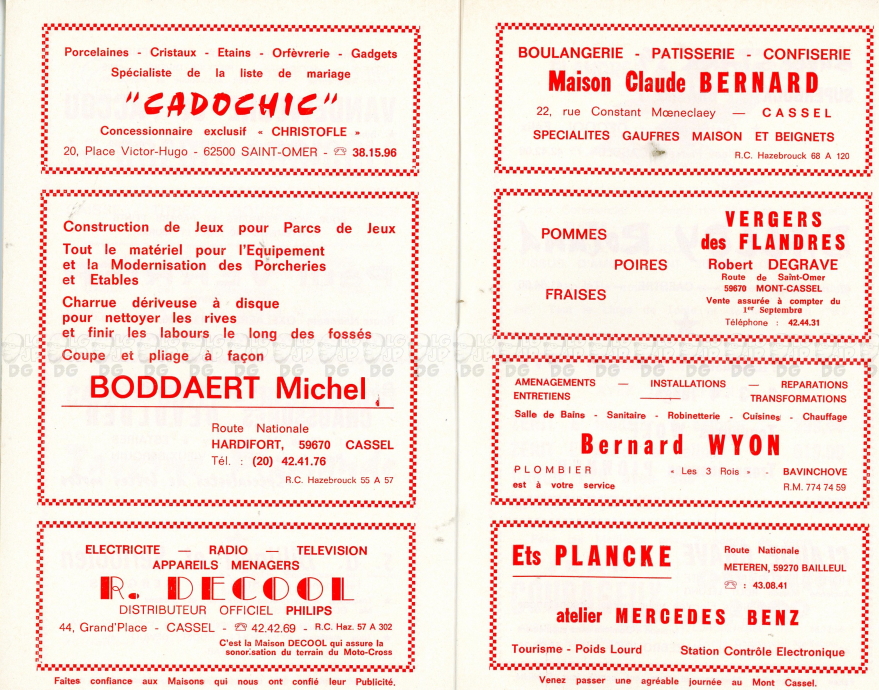 Porcelaines - Cristaux - Etains - Orfèvrerie - Gadgets
Spécialiste de la liste de mariage
"CADOCHIC"
Concessionnaire exclusif « CHRISTOFLE »
20, Place Victor-Hugo - 62500 SAINT-OMER - ☏ 38.15.96
Construction de Jeux pour Parcs de Jeux
Tout le matériel pour l'Equipement
et la Modernisation des Porcheries
et Etables
Charrue dériveuse à disque
pour nettoyer les rives
et finir les labours le long des fossés
Coupe et pliage à façon
BODDAERT Michel
Route Nationale
HARDIFORT, 59670 CASSEL
Tél. : (20) 42.41.76
R.C. Hazebrouck 55 A 57
ELECTRICITE — RADIO — TELEVISION
APPAREILS MENAGERS
R. DECOOL
DISTRIBUTEUR OFFICIEL PHILIPS
44, Grand'Place - CASSEL - ☏ 42.42.69 - R.C. Haz. 57 A 302
C'est la Maison DECOOL qui assure la
sonorisation du terrain du Moto-Cross
Faites confiance aux Maisons qui nous ont confié leur Publicité.
BOULANGERIE - PATISSERIE - CONFISERIE
Maison Claude BERNARD
22, rue Constant Mœneclaey — CASSEL
SPECIALITES GAUFRES MAISON ET BEIGNETS
R.C. Hazebrouck 68 A 120
POMMES
POIRES
FRAISES
VERGERS
des FLANDRES
Robert DEGRAVE
Route de Saint-Omer
59670 MONT-CASSEL
Vente assurée à compter du
1er Septembre
Téléphone : 42.44.31
AMENAGEMENTS — INSTALLATIONS — REPARATIONS
ENTRETIENS ——— TRANSFORMATIONS
Salle de Bains - Sanitaire - Robinetterie - Cuisines - Chauffage
Bernard WYON
PLOMBIER « Les 3 Rois » - BAVINCHOVE
est à votre service R.M. 774 74 59
Ets PLANCKE
Route Nationale
METEREN, 59270 BAILLEUL
☏ : 43.08.41
atelier MERCEDES BENZ
Tourisme - Poids Lourd Station Contrôle Electronique
Venez passer une agréable journée au Mont Cassel.